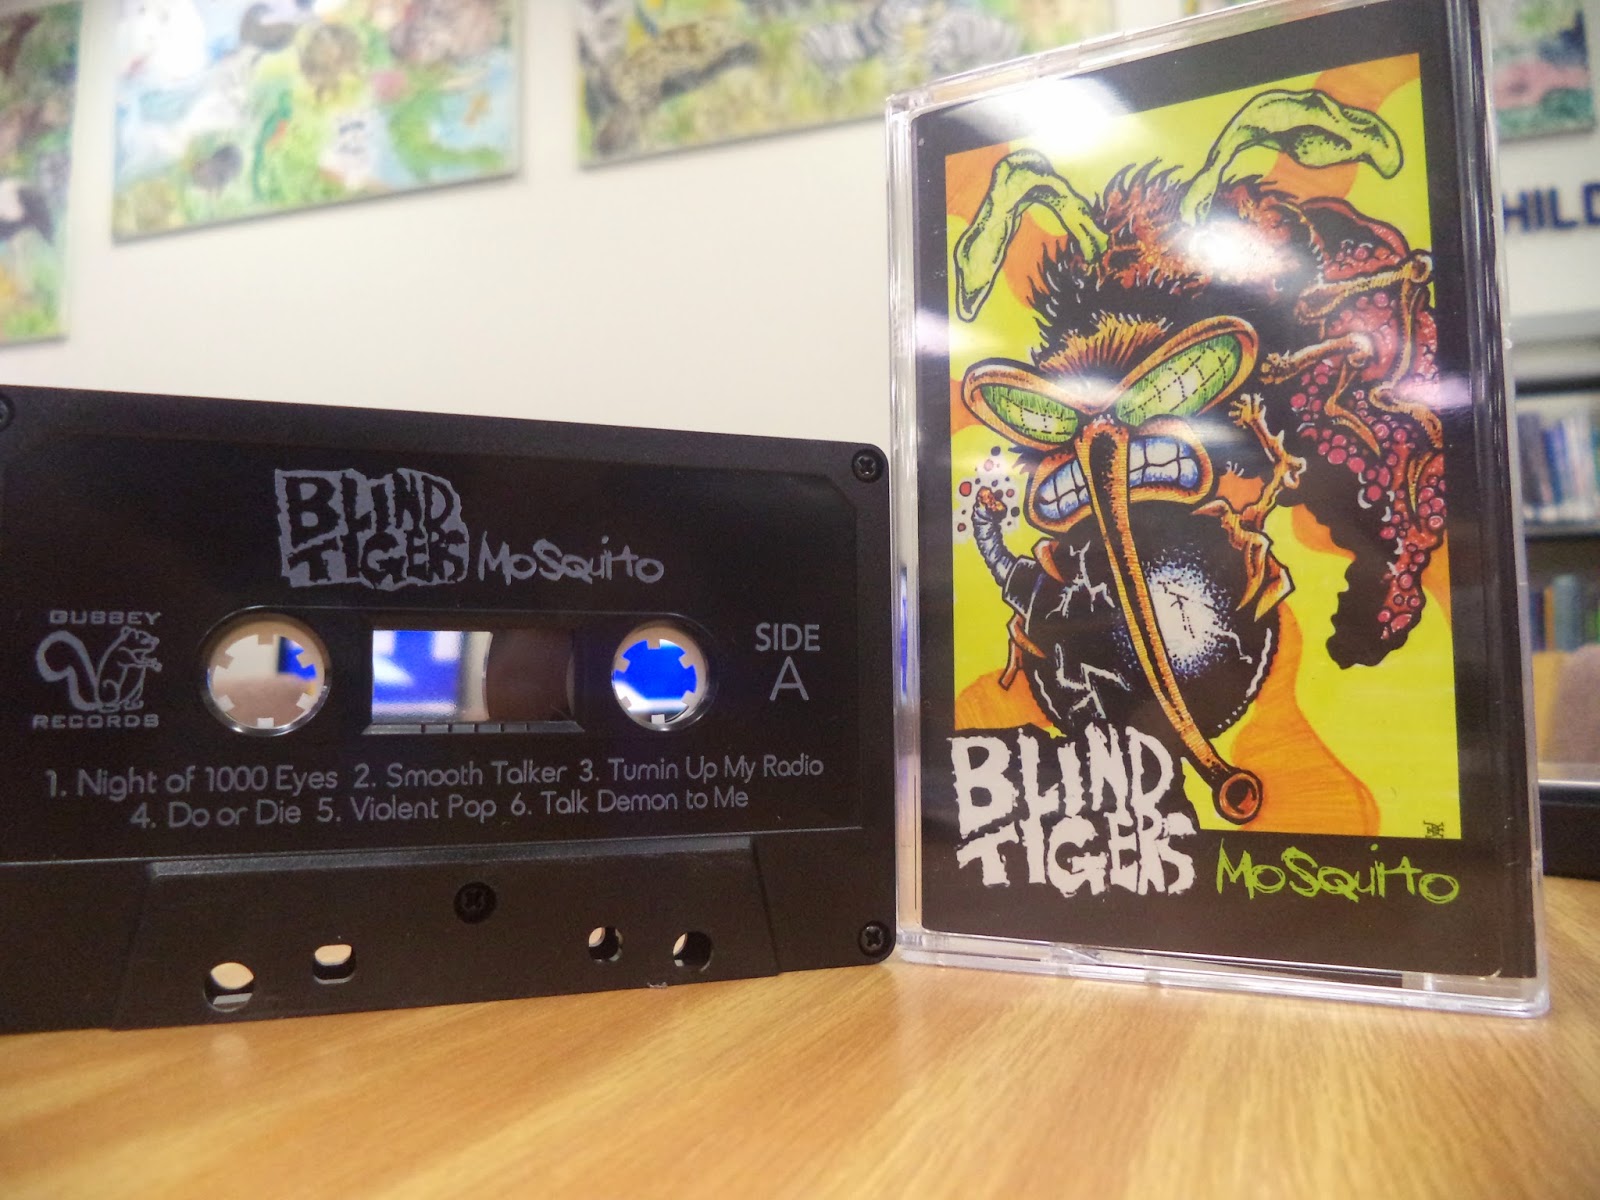 BLIND
TIGERS Mosquito
GUBBEY
RECORDS
SIDE
A
1. Night of 1000 Eyes 2. Smooth Talker 3. Turnin Up My Radio
4. Do or Die 5. Violent Pop 6. Talk Demon to Me
BLIND
TIGERS Mosquito
HILD